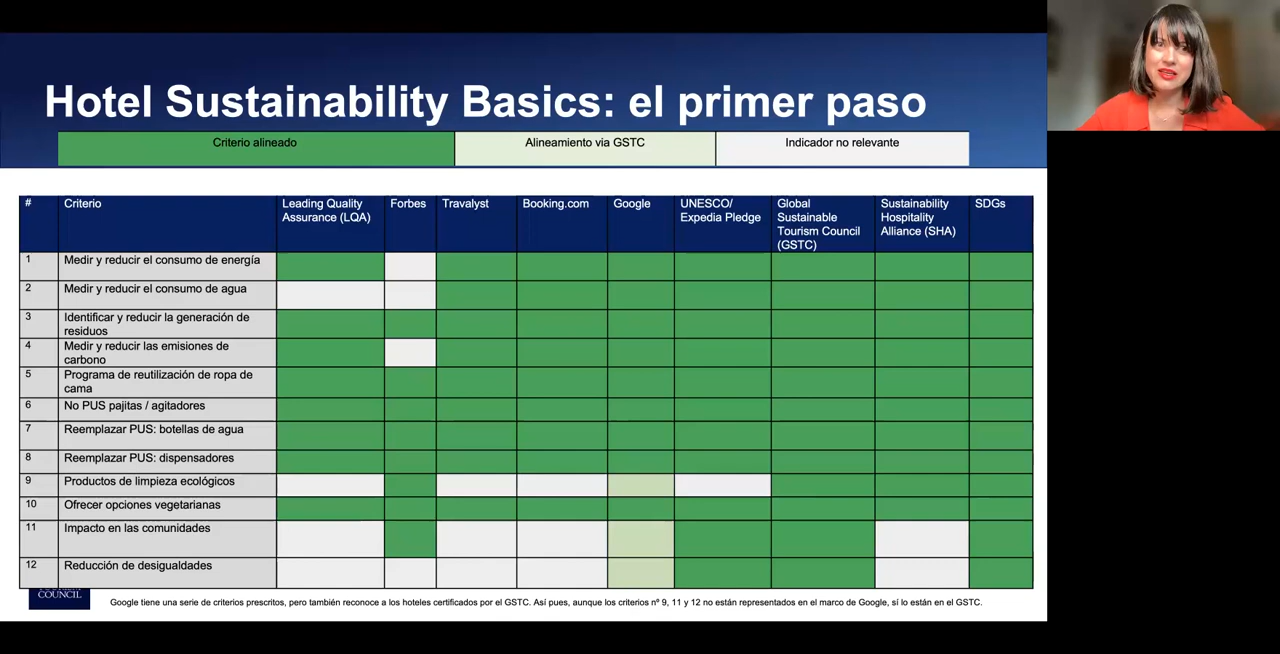 Hotel Sustainability Basics: el primer paso
Criterio alineado
Alineamiento via GSTC
Indicador no relevante
#
Criterio
Leading Quality
Assurance (LQA)
Forbes
Travalyst
Booking.com
Google
UNESCO/
Expedia Pledge
Global
Sustainable
Tourism Council
(GSTC)
Sustainability
Hospitality
Alliance (SHA)
SDGs
1
Medir y reducir el consumo de energía
2
Medir y reducir el consumo de agua
3
Identificar y reducir la generación de
residuos
4
Medir y reducir las emisiones de
carbono
5
Programa de reutilización de ropa de
cama
6
No PUS pajitas / agitadores
7
Reemplazar PUS: botellas de agua
8
Reemplazar PUS: dispensadores
9
Productos de limpieza ecológicos
10
Ofrecer opciones vegetarianas
11
Impacto en las comunidades
12
Reducción de desigualdades
COUNCIL
Google tiene una serie de criterios prescritos, pero también reconoce a los hoteles certificados por el GSTC. Así pues, aunque los criterios nº 9, 11 y 12 no están representados en el marco de Google, sí lo están en el GSTC.